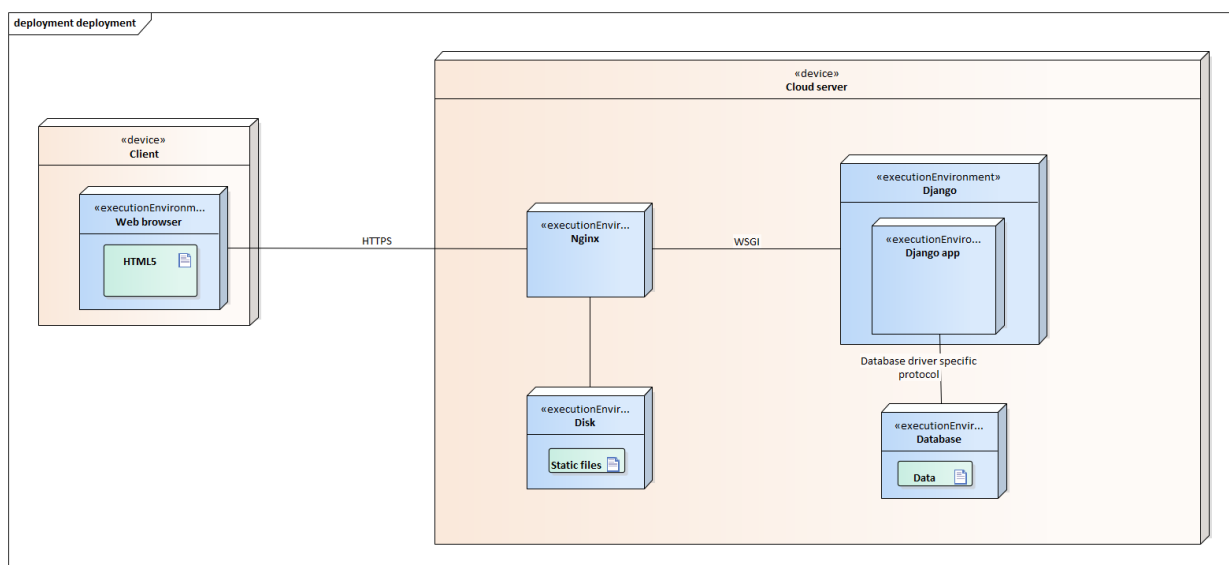 deployment deployment
«device»
Cloud server
«device»
Client
«executionEnvironm...
Web browser
HTML5
HTTPS
«executionEnvir...
Nginx
WSGI
«executionEnvironment»
Django
«executionEnviro...
Django app
Database driver specific
protocol
«executionEnvir...
Disk
Static files
«executionEnvir...
Database
Data